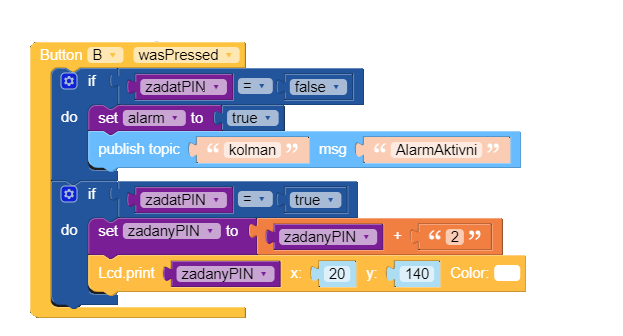 Button B wasPressed
if zadatPIN = false
do set alarm to true
publish topic “ kolman ” msg “ AlarmAktivni ”
if zadatPIN = true
do set zadanyPIN to zadanyPIN + “ 2 ”
Lcd.print zadanyPIN x: 20 y: 140 Color: